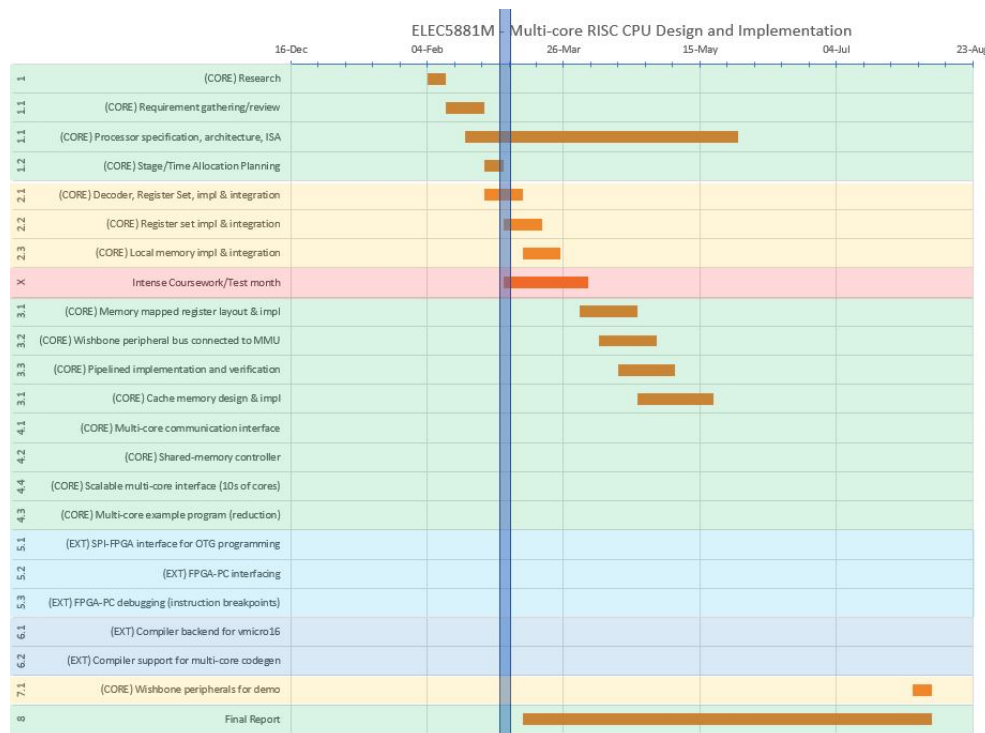 ELEC5881M - Multi-core RISC CPU Design and Implementation
16-Dec 04-Feb 26-Mar 15-May 04-Jul 23-Aug
1 (CORE) Research
1.1 (CORE) Requirement gathering/review
1.1 (CORE) Processor specification, architecture, ISA
1.2 (CORE) Stage/Time Allocation Planning
2.1 (CORE) Decoder, Register Set, impl & integration
2.2 (CORE) Register set impl & integration
2.3 (CORE) Local memory impl & integration
X Intense Coursework/Test month
3.1 (CORE) Memory mapped register layout & impl
3.2 (CORE) Wishbone peripheral bus connected to MMU
3.3 (CORE) Pipelined implementation and verification
3.1 (CORE) Cache memory design & impl
4.1 (CORE) Multi-core communication interface
4.2 (CORE) Shared-memory controller
4.4 (CORE) Scalable multi-core interface (10s of cores)
4.3 (CORE) Multi-core example program (reduction)
5.1 (EXT) SPI-FPGA interface for OTG programming
5.2 (EXT) FPGA-PC interfacing
5.3 (EXT) FPGA-PC debugging (instruction breakpoints)
6.1 (EXT) Compiler backend for vmicro16
6.2 (EXT) Compiler support for multi-core codegen
7.1 (CORE) Wishbone peripherals for demo
8 Final Report